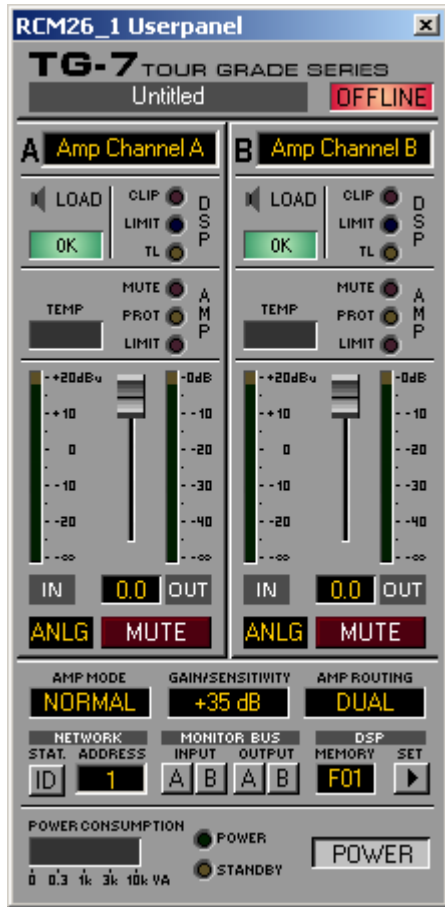 RCM26_1 Userpanel
TG-7 TOUR GRADE SERIES
Untitled OFFLINE
A Amp Channel A B Amp Channel B
LOAD CLIP LIMIT TL DSP LOAD CLIP LIMIT TL DSP
OK OK
TEMP MUTE PROT LIMIT AMP TEMP MUTE PROT LIMIT AMP
-+20dBu -0dB -+20dBu -0dB
-+10 --10 -+10 --10
- 0 --20 - 0 --20
--10 --30 --10 --30
--20 --40 --20 --40
--∞ --∞ --∞ --∞
IN 0.0 OUT IN 0.0 OUT
ANLG MUTE ANLG MUTE
AMP MODE GAIN/SENSITIVITY AMP ROUTING
NORMAL +35 dB DUAL
NETWORK MONITOR BUS DSP
STAT. ADDRESS INPUT OUTPUT MEMORY SET
ID 1 A B A B F01
POWER CONSUMPTION
POWER
STANDBY
POWER
0 0.3 1k 3k 10k VA